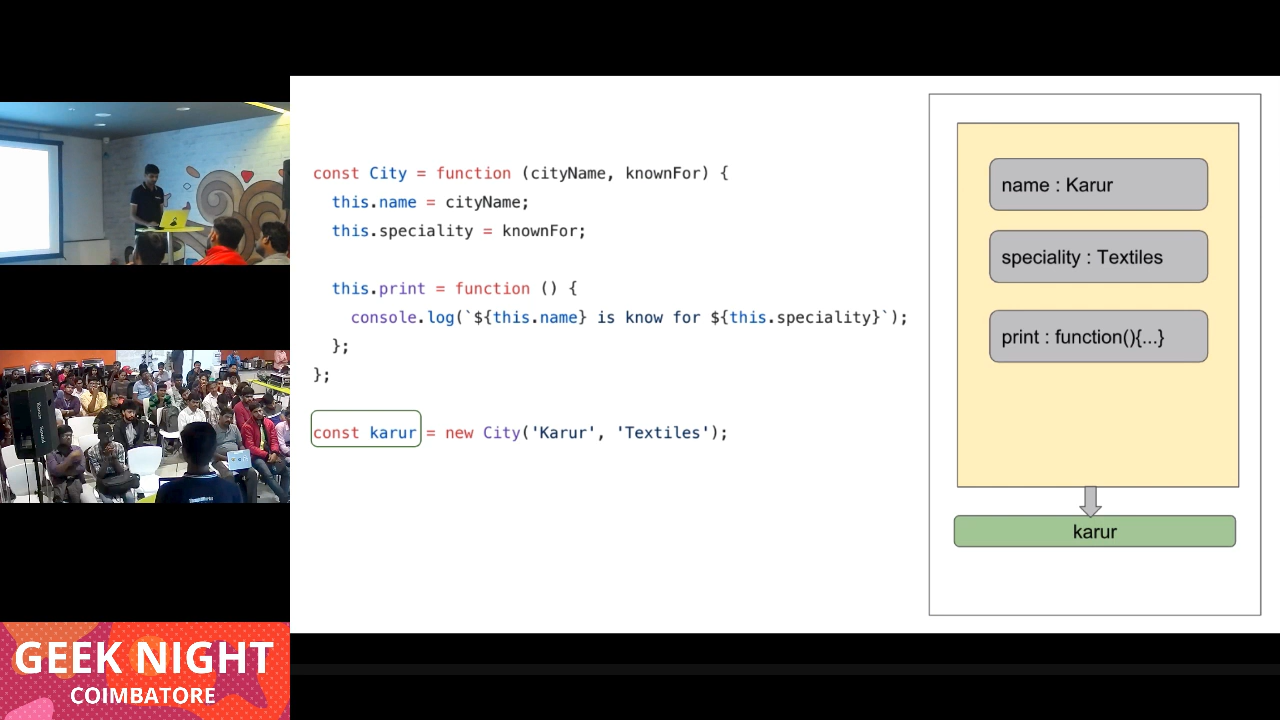 const City = function (cityName, knownFor) {
this.name = cityName;
this.speciality = knownFor;
this.print = function () {
console.log(`${this.name} is know for ${this.speciality}`);
};
};
const karur = new City('Karur', 'Textiles');
name : Karur
speciality : Textiles
print : function(){...}
karur
GEEK NIGHT
COIMBATORE